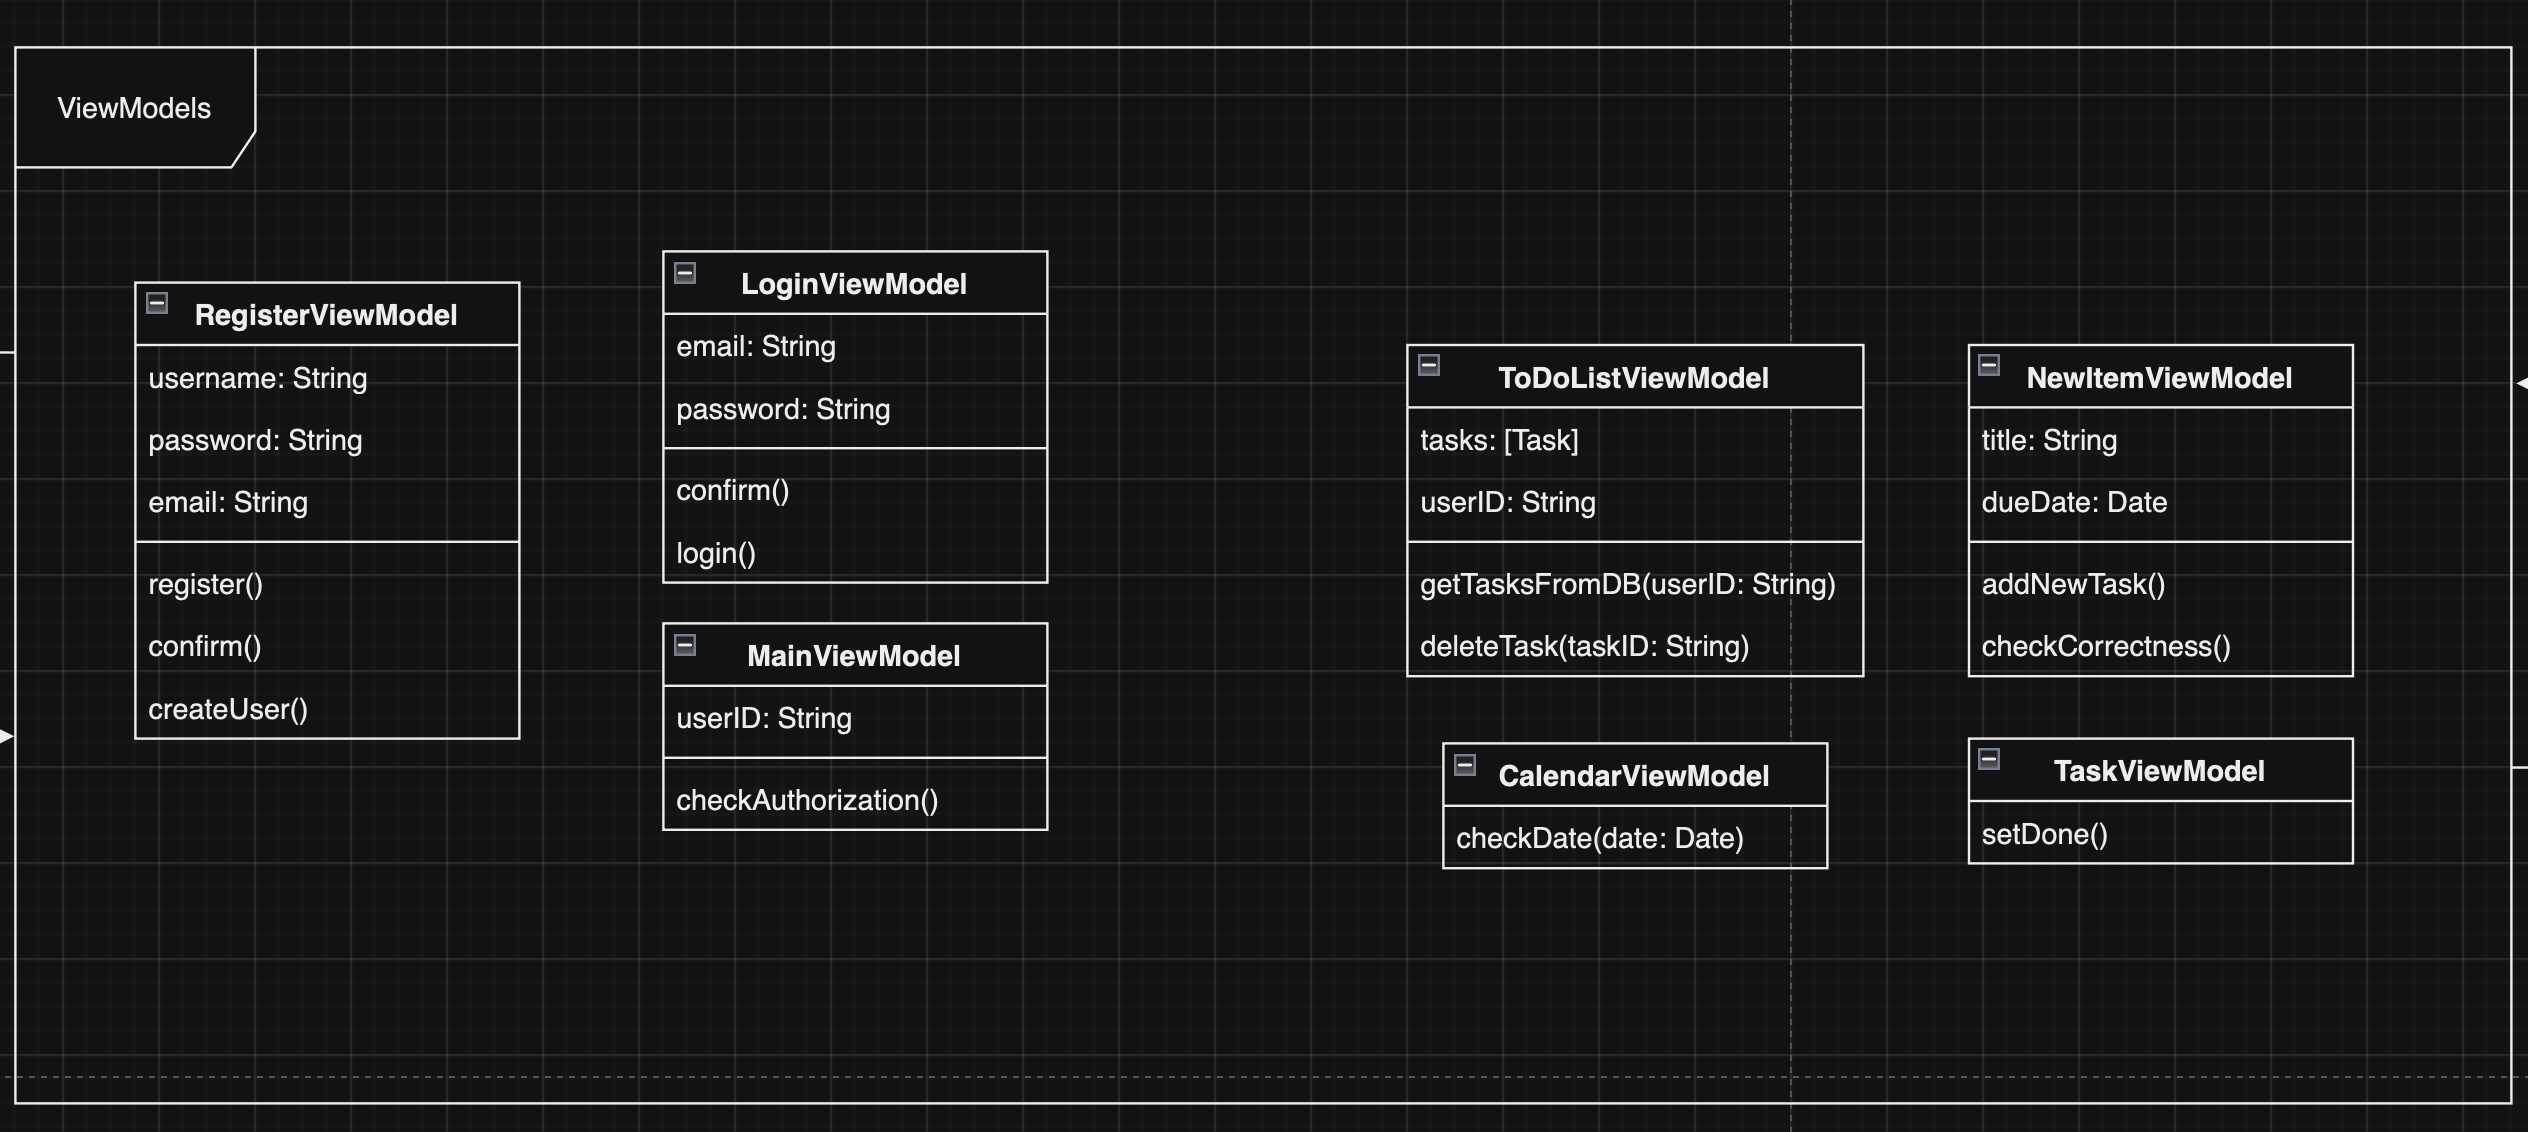 ViewModels
RegisterViewModel
username: String
password: String
email: String
register()
confirm()
createUser()
LoginViewModel
email: String
password: String
confirm()
login()
MainViewModel
userID: String
checkAuthorization()
ToDoListViewModel
tasks: [Task]
userID: String
getTasksFromDB(userID: String)
deleteTask(taskID: String)
CalendarViewModel
checkDate(date: Date)
NewItemViewModel
title: String
dueDate: Date
addNewTask()
checkCorrectness()
TaskViewModel
setDone()